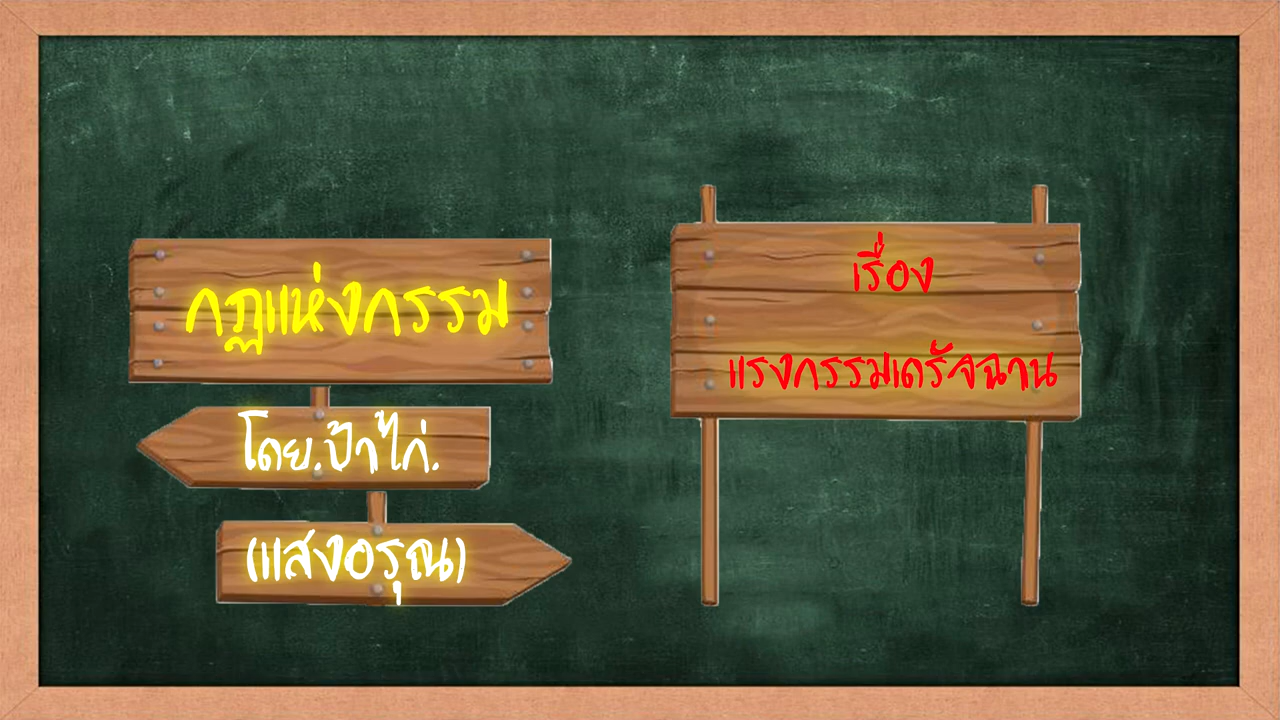 กฏแห่งกรรม
โดย.ป้าไก่.
(แสงอรุณ)
เรื่อง
แรงกรรมเดรัจฉาน